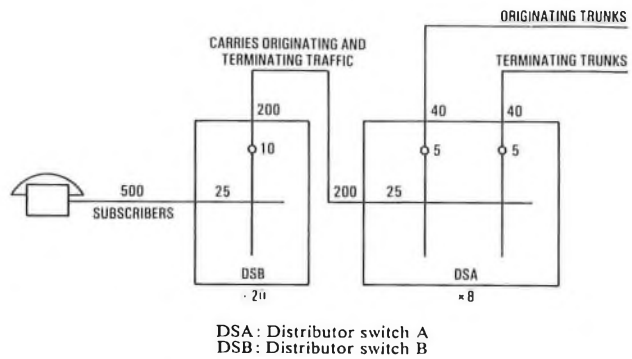 ORIGINATING TRUNKS
CARRIES ORIGINATING AND
TERMINATING TRAFFIC
TERMINATING TRUNKS
200
40
40
10
5
5
500
25
200
25
SUBSCRIBERS
DSB
DSA
×8
DSA: Distributor switch A
DSB: Distributor switch B